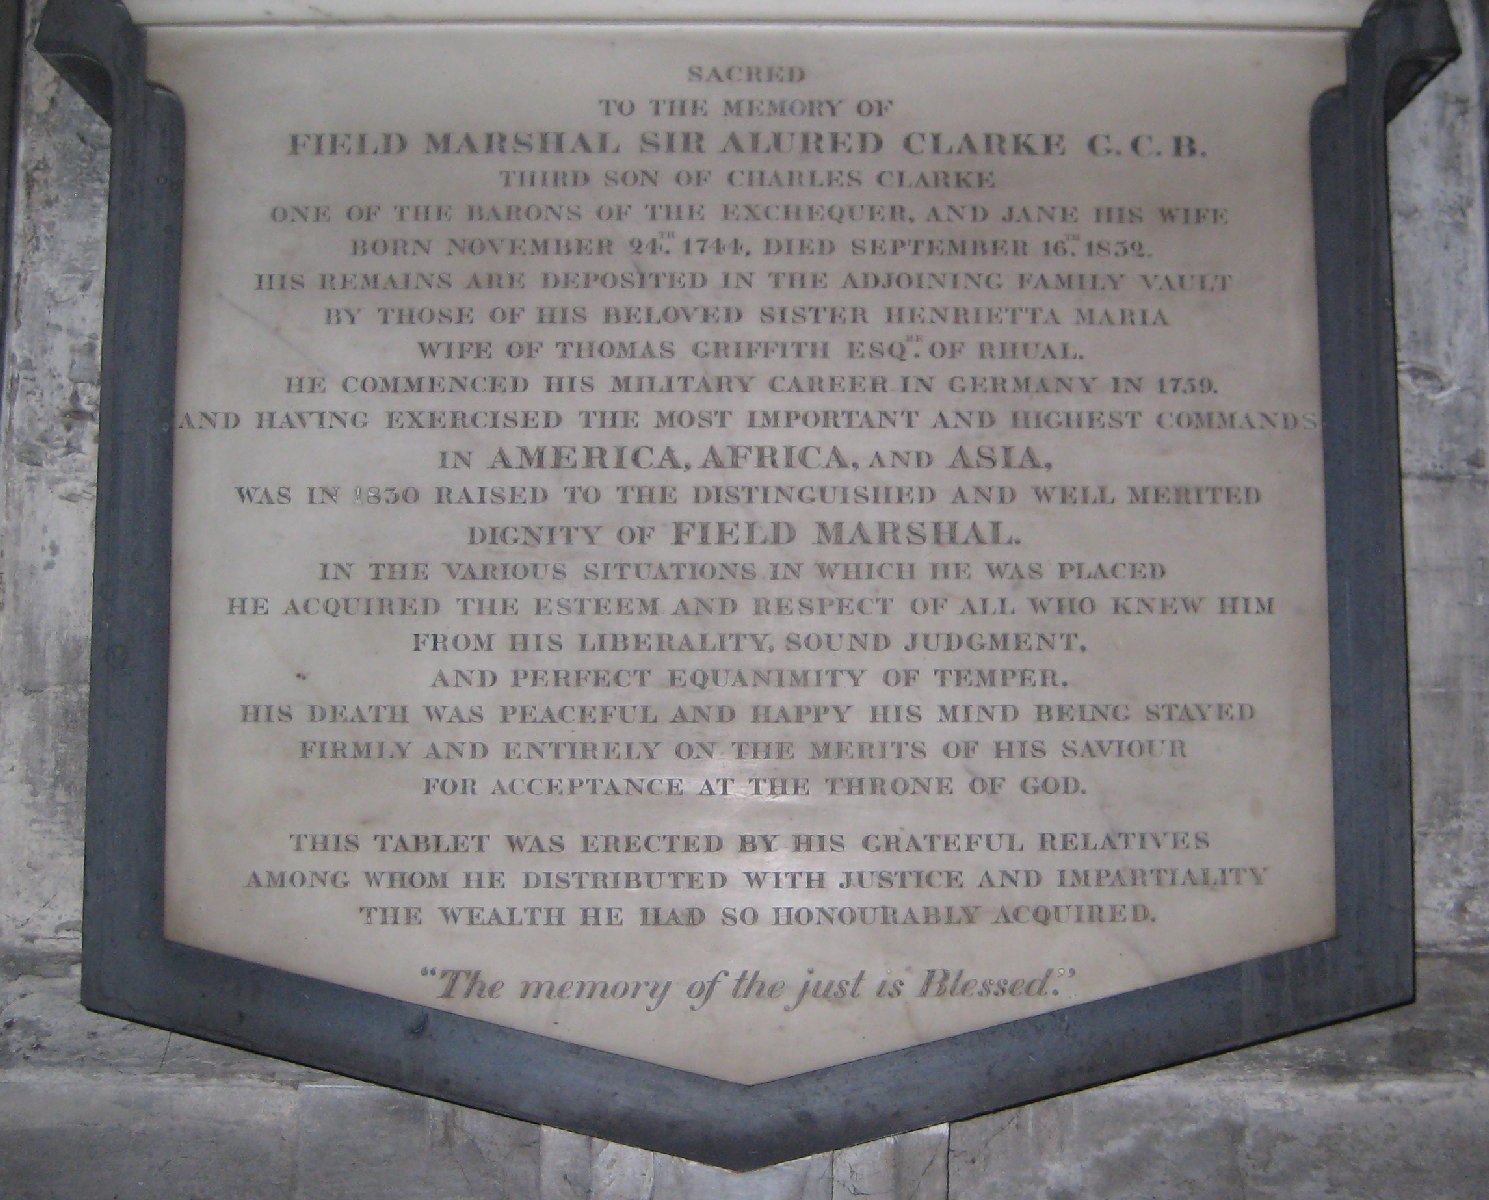 SACRED
TO THE MEMORY OF
FIELD MARSHAL SIR ALURED CLARKE G.C.B.
THIRD SON OF CHARLES CLARKE
ONE OF THE BARONS OF THE EXCHEQUER, AND JANE HIS WIFE
BORN NOVEMBER 24TH. 1744, DIED SEPTEMBER 16TH. 1832.
HIS REMAINS ARE DEPOSITED IN THE ADJOINING FAMILY VAULT
BY THOSE OF HIS BELOVED SISTER HENRIETTA MARIA
WIFE OF THOMAS GRIFFITH ESQRE. OF RHUAL.
HE COMMENCED HIS MILITARY CAREER IN GERMANY IN 1759.
AND HAVING EXERCISED THE MOST IMPORTANT AND HIGHEST COMMANDS
IN AMERICA, AFRICA, AND ASIA,
WAS IN 1830 RAISED TO THE DISTINGUISHED AND WELL MERITED
DIGNITY OF FIELD MARSHAL.
IN THE VARIOUS SITUATIONS IN WHICH HE WAS PLACED
HE ACQUIRED THE ESTEEM AND RESPECT OF ALL WHO KNEW HIM
FROM HIS LIBERALITY, SOUND JUDGMENT,
AND PERFECT EQUANIMITY OF TEMPER.
HIS DEATH WAS PEACEFUL AND HAPPY HIS MIND BEING STAYED
FIRMLY AND ENTIRELY ON THE MERITS OF HIS SAVIOUR
FOR ACCEPTANCE AT THE THRONE OF GOD.
THIS TABLET WAS ERECTED BY HIS GRATEFUL RELATIVES
AMONG WHOM HE DISTRIBUTED WITH JUSTICE AND IMPARTIALITY
THE WEALTH HE HAD SO HONOURABLY ACQUIRED.
"The memory of the just is Blessed."